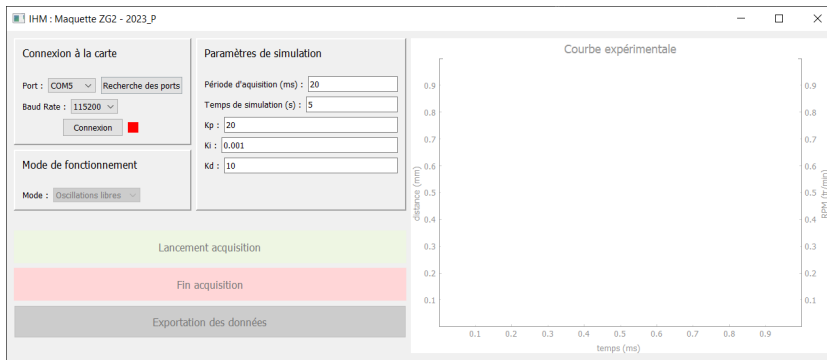 IHM : Maquette ZG2 - 2023_P
Connexion à la carte
Port : COM5 Recherche des ports
Baud Rate : 115200
Connexion
Mode de fonctionnement
Mode : Oscillations libres
Paramètres de simulation
Période d'aquisition (ms) : 20
Temps de simulation (s) : 5
Kp : 20
Ki : 0.001
Kd : 10
Lancement acquisition
Fin acquisition
Exportation des données
Courbe expérimentale
distance (mm)
0.9
0.8
0.7
0.6
0.5
0.4
0.3
0.2
0.1
0.9
0.8
0.7
0.6
0.5
0.4
0.3
0.2
0.1
RPM (tr/min)
0.1 0.2 0.3 0.4 0.5 0.6 0.7 0.8 0.9
temps (ms)